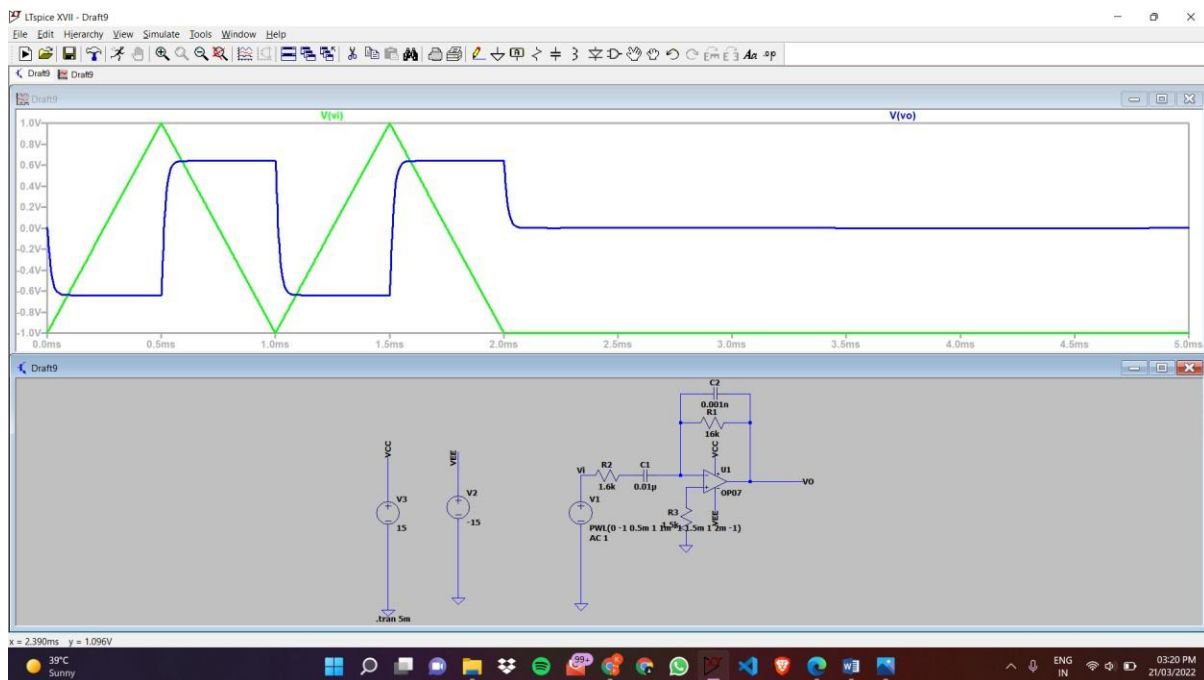 LTspice XVII - Draft9
File Edit Hierarchy View Simulate Tools Window Help
Draft9 Draft9
Draft9
V(vi) V(vo)
1.0V
0.8V
0.6V
0.4V
0.2V
0.0V
-0.2V
-0.4V
-0.6V
-0.8V
-1.0V
0.0ms 0.5ms 1.0ms 1.5ms 2.0ms 2.5ms 3.0ms 3.5ms 4.0ms 4.5ms 5.0ms
Draft9
C2
0.001n
R1
16k
VCC
VEE
VCC
Vi
R2
1.6k
C1
0.01µ
U1
OP07
VO
V3
15
V2
-15
V1
R3
VEE
PWL(0 -1 0.5m 1 1m -1 1.5m 1 2m -1)
AC 1
.tran 5m
x = 2.390ms y = 1.096V
39°C
Sunny
99+
ENG
IN
03:20 PM
21/03/2022